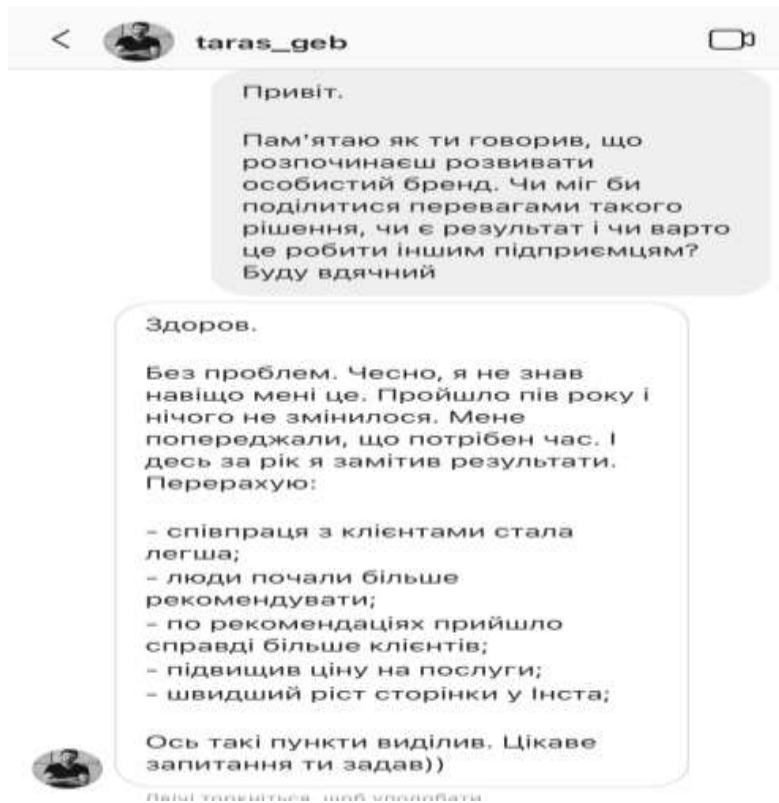 taras_geb
Привіт.
Пам'ятаю як ти говорив, що
розпочинаєш розвивати
особистий бренд. Чи міг би
поділитися перевагами такого
рішення, чи є результат і чи варто
це робити іншим підприємцям?
Буду вдячний
Здоров.
Без проблем. Чесно, я не знав
навіщо мені це. Пройшло пів року і
нічого не змінилося. Мене
попереджали, що потрібен час. І
десь за рік я замітив результати.
Перерахую:
- співпраця з клієнтами стала
легша;
- люди почали більше
рекомендувати;
- по рекомендаціях прийшло
справді більше клієнтів;
- підвищив ціну на послуги;
- швидший ріст сторінки у Інста;
Ось такі пункти виділив. Цікаве
запитання ти задав))
Двічі торкніться, щоб уподобати